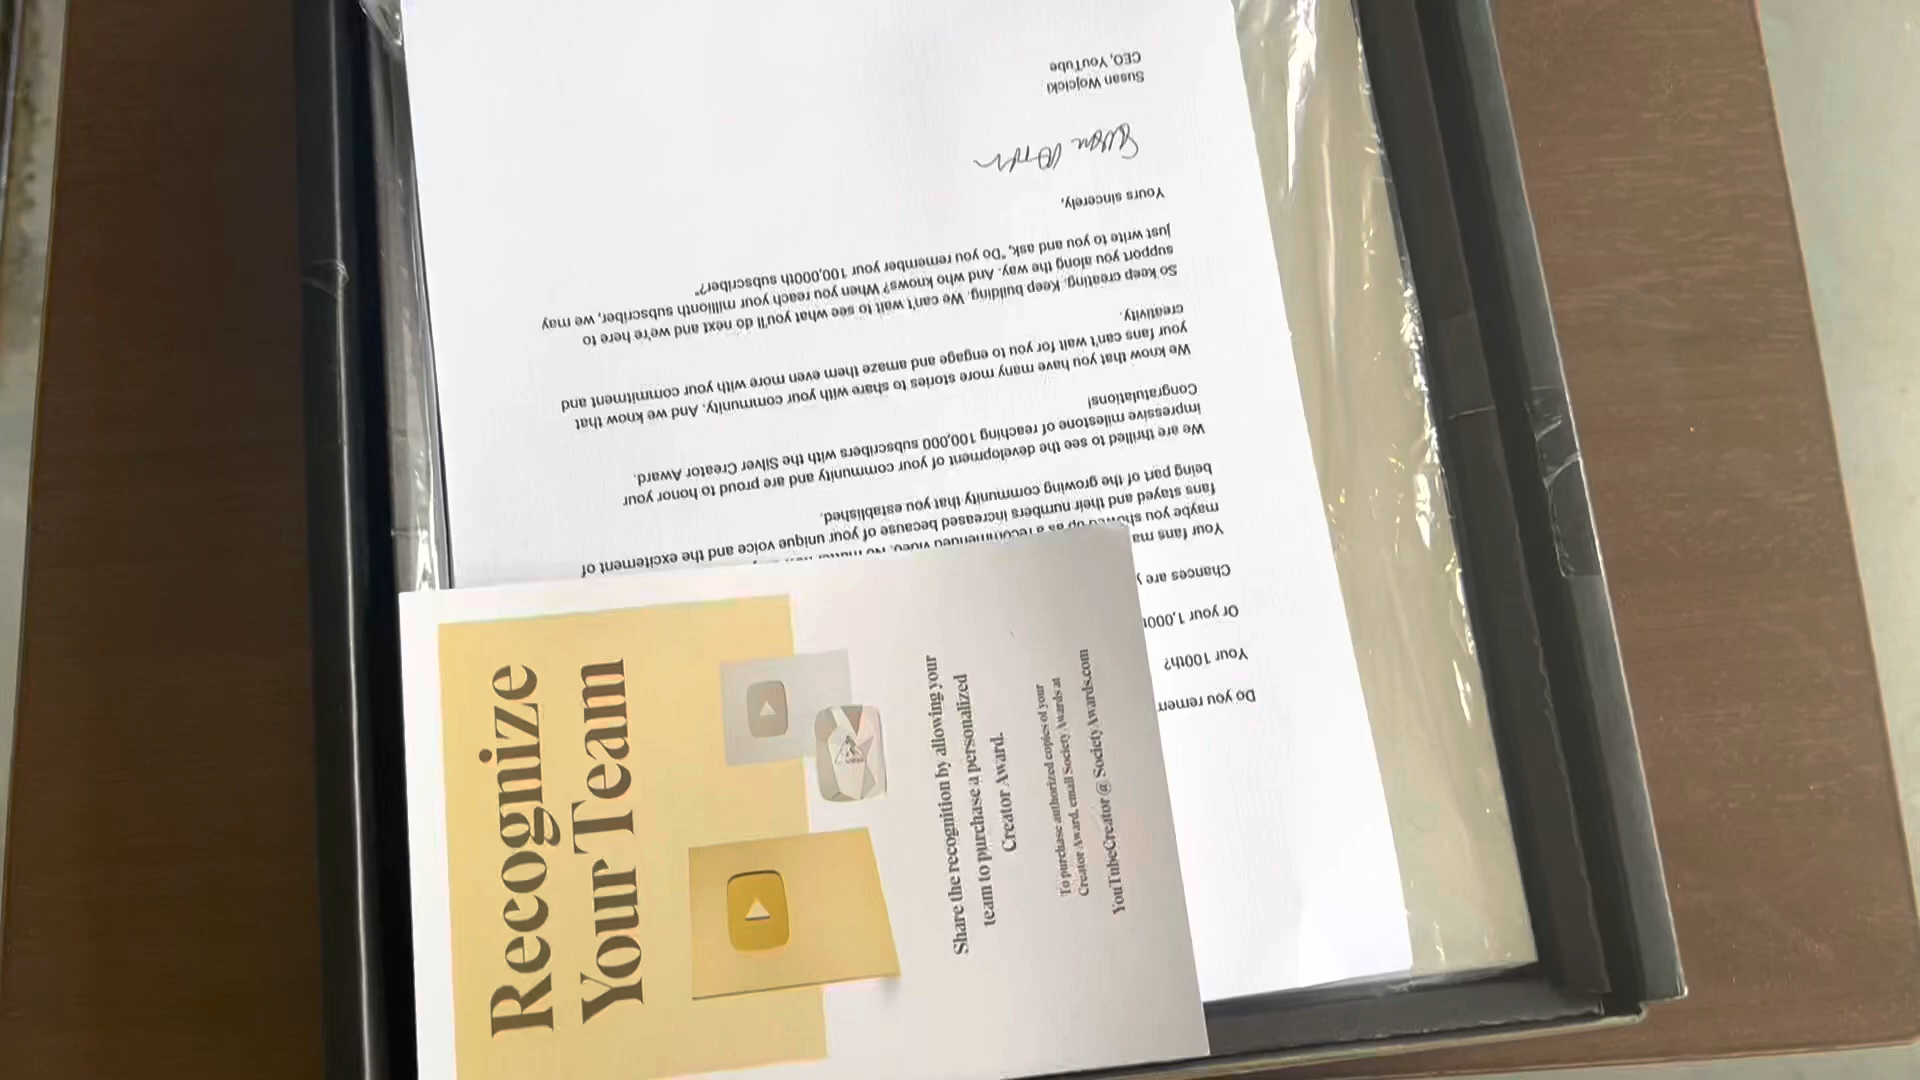 Do you remem
Your 100th?
Or your 1,000t
Chances are y
Your fans ma
maybe you showed up as a recommended video. No matter
fans stayed and their numbers increased because of your unique voice and the excitement of
being part of the growing community that you established.
We are thrilled to see the development of your community and are proud to honor your
impressive milestone of reaching 100,000 subscribers with the Silver Creator Award.
Congratulations!
We know that you have many more stories to share with your community. And we know that
your fans can't wait for you to engage and amaze them even more with your commitment and
creativity.
So keep creating. Keep building. We can't wait to see what you'll do next and we're here to
support you along the way. And who knows? When you reach your millionth subscriber, we may
just write to you and ask, "Do you remember your 100,000th subscriber?"
Yours sincerely,
Susan Wojcicki
CEO, YouTube
Recognize
Your Team
Share the recognition by allowing your
team to purchase a personalized
Creator Award.
To purchase authorized copies of your
Creator Award, email Society Awards at
YouTubeCreator@SocietyAwards.com